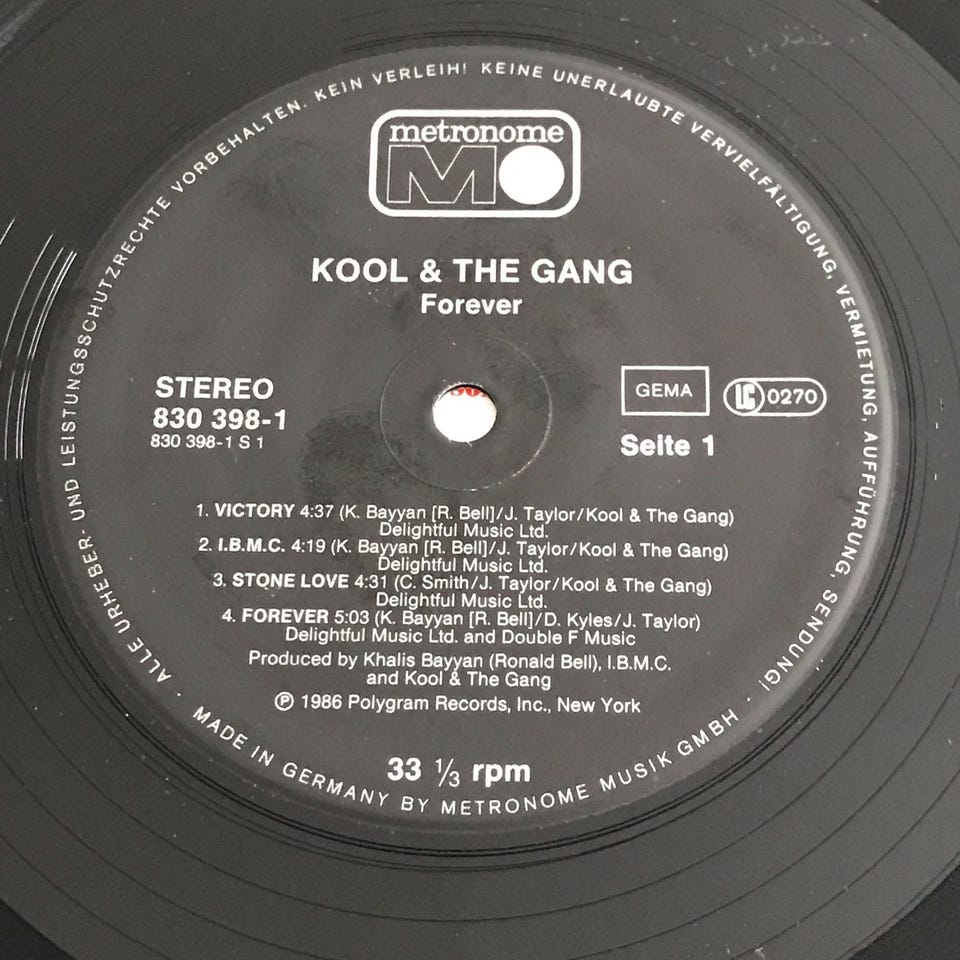 ALLE URHEBER- UND LEISTUNGSSCHUTZRECHTE VORBEHALTEN. KEIN VERLEIH! KEINE UNERLAUBTE VERVIELFÄLTIGUNG, VERMIETUNG, AUFFÜHRUNG, SENDUNG!
metronome
M
KOOL & THE GANG
Forever
STEREO
830 398-1
830 398-1 S 1
GEMA
LC 0270
Seite 1
1. VICTORY 4:37 (K. Bayyan [R. Bell]/J. Taylor/Kool & The Gang)
Delightful Music Ltd.
2. I.B.M.C. 4:19 (K. Bayyan [R. Bell]/J. Taylor/Kool & The Gang)
Delightful Music Ltd.
3. STONE LOVE 4:31 (C. Smith/J. Taylor/Kool & The Gang)
Delightful Music Ltd.
4. FOREVER 5:03 (K. Bayyan [R. Bell]/D. Kyles/J. Taylor)
Delightful Music Ltd. and Double F Music
Produced by Khalis Bayyan (Ronald Bell), I.B.M.C.
and Kool & The Gang
℗ 1986 Polygram Records, Inc., New York
33 1/3 rpm
· MADE IN GERMANY BY METRONOME MUSIK GMBH ·